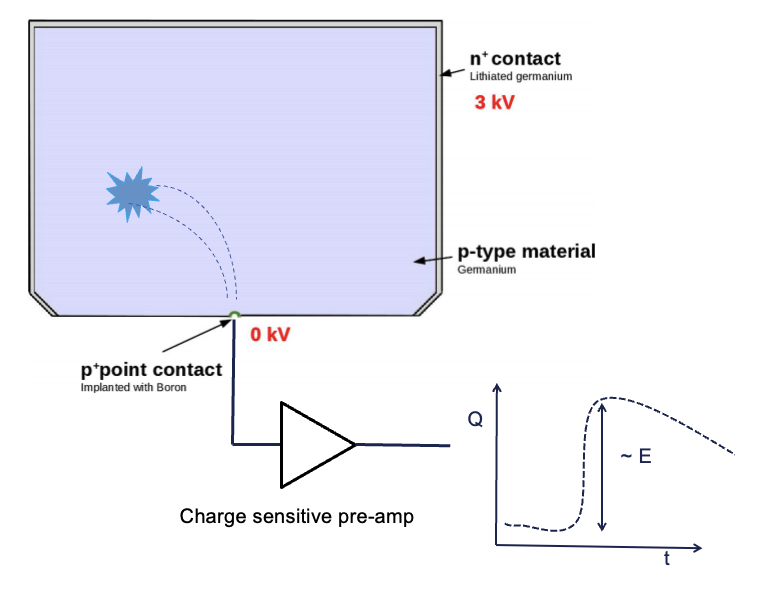 n⁺ contact
Lithiated germanium
3 kV
p-type material
Germanium
0 kV
p⁺point contact
Implanted with Boron
Charge sensitive pre-amp
Q
~ E
t